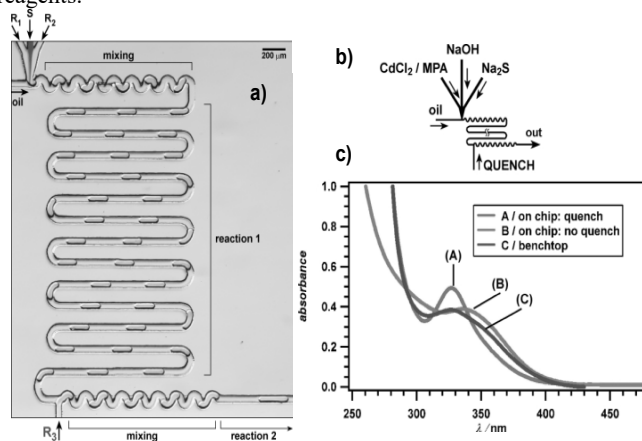 reagents.
R1 S R2
mixing
200 μm
a)
oil
reaction 1
R3
mixing
reaction 2
b)
NaOH
CdCl2 / MPA
Na2S
oil
out
QUENCH
c)
1.0
0.8
0.6
0.4
0.2
0.0
absorbance
A / on chip: quench
B / on chip: no quench
C / benchtop
(A)
(B)
(C)
250 300 350 400 450
λ / nm